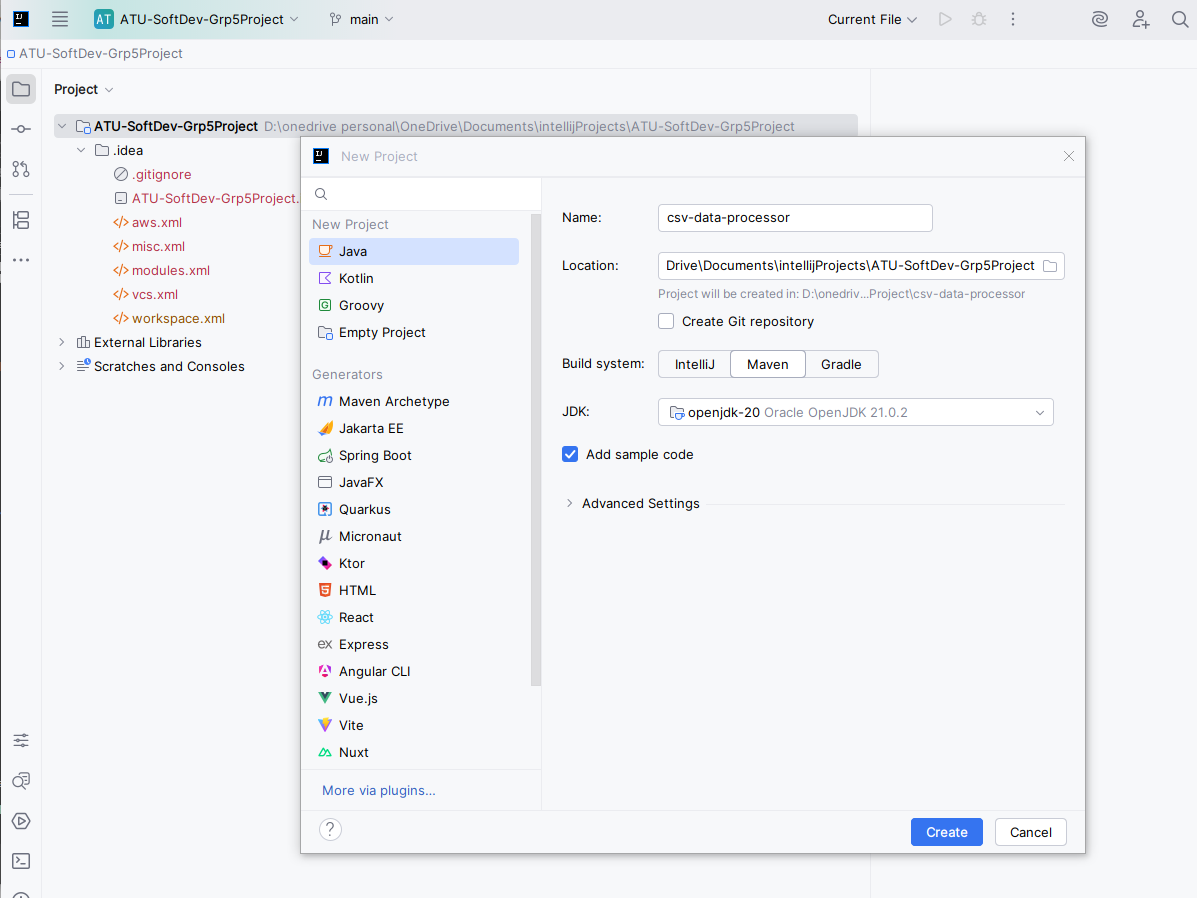 ATU-SoftDev-Grp5Project
main
Current File
ATU-SoftDev-Grp5Project
Project
ATU-SoftDev-Grp5Project D:\onedrive personal\OneDrive\Documents\intellijProjects\ATU-SoftDev-Grp5Project
.idea
.gitignore
ATU-SoftDev-Grp5Project.
aws.xml
misc.xml
modules.xml
vcs.xml
workspace.xml
External Libraries
Scratches and Consoles
New Project
New Project
Java
Kotlin
Groovy
Empty Project
Generators
Maven Archetype
Jakarta EE
Spring Boot
JavaFX
Quarkus
Micronaut
Ktor
HTML
React
Express
Angular CLI
Vue.js
Vite
Nuxt
More via plugins...
Name: csv-data-processor
Location: Drive\Documents\intellijProjects\ATU-SoftDev-Grp5Project
Project will be created in: D:\onedriv...Project\csv-data-processor
Create Git repository
Build system: IntelliJ Maven Gradle
JDK: openjdk-20 Oracle OpenJDK 21.0.2
Add sample code
Advanced Settings
? Create Cancel